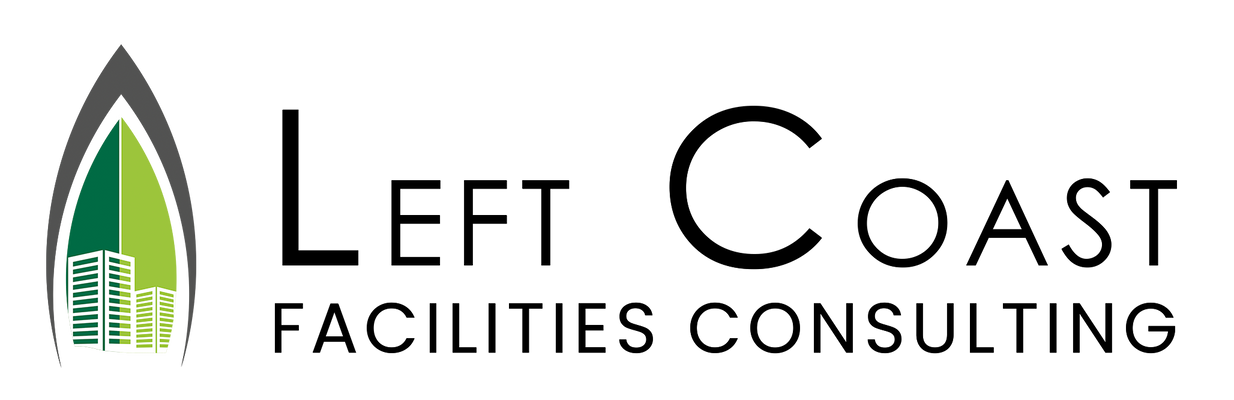 LEFT COAST
FACILITIES CONSULTING